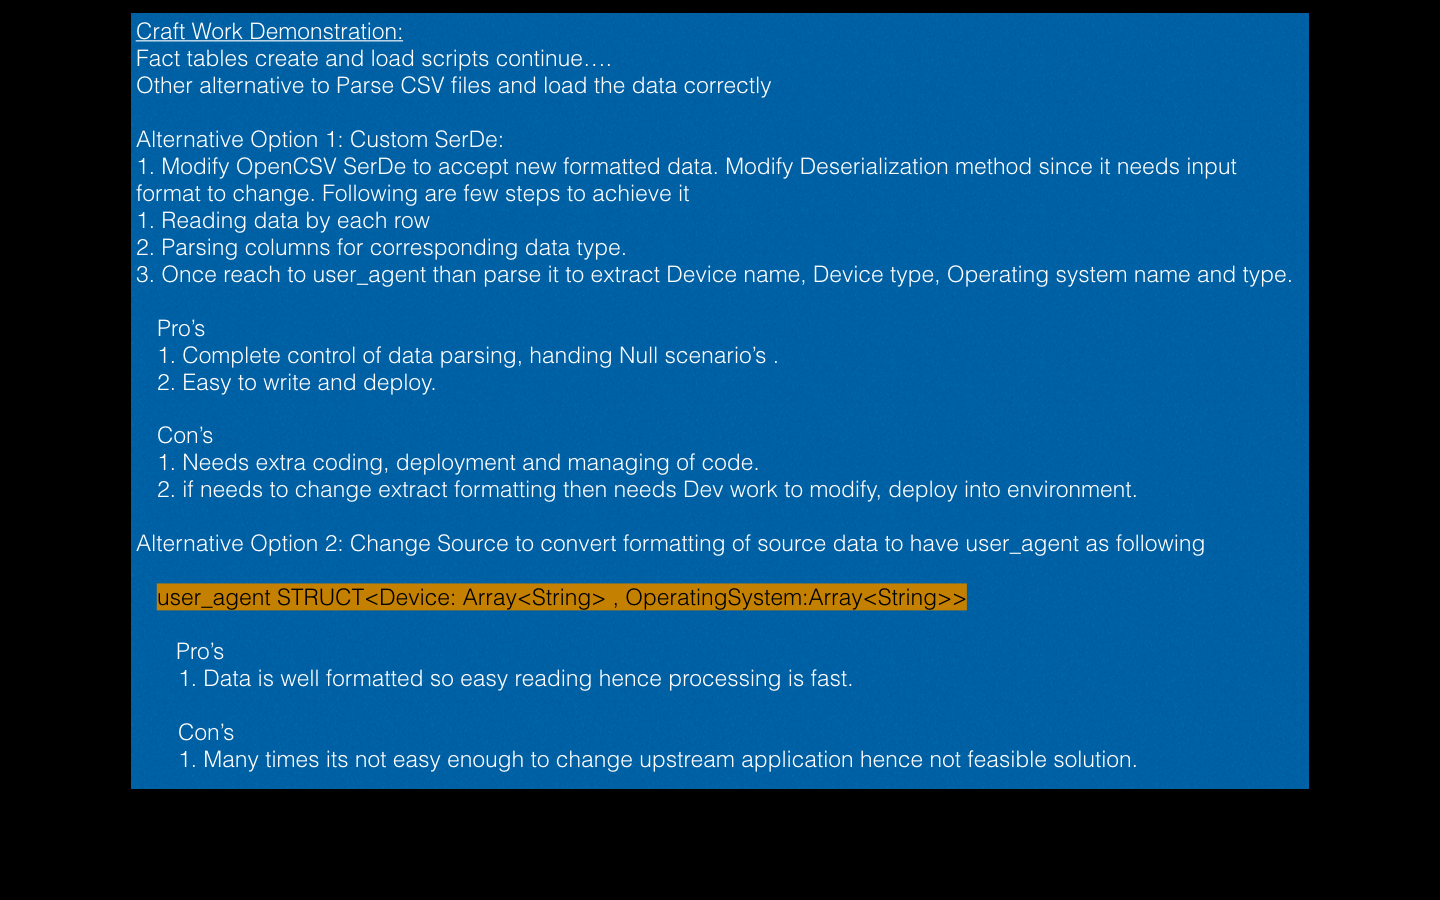 Craft Work Demonstration:
Fact tables create and load scripts continue….
Other alternative to Parse CSV files and load the data correctly
Alternative Option 1: Custom SerDe:
1. Modify OpenCSV SerDe to accept new formatted data. Modify Deserialization method since it needs input
format to change. Following are few steps to achieve it
1. Reading data by each row
2. Parsing columns for corresponding data type.
3. Once reach to user_agent than parse it to extract Device name, Device type, Operating system name and type.
Pro’s
1. Complete control of data parsing, handing Null scenario’s .
2. Easy to write and deploy.
Con’s
1. Needs extra coding, deployment and managing of code.
2. if needs to change extract formatting then needs Dev work to modify, deploy into environment.
Alternative Option 2: Change Source to convert formatting of source data to have user_agent as following
user_agent STRUCT<Device: Array<String> , OperatingSystem:Array<String>>
Pro’s
1. Data is well formatted so easy reading hence processing is fast.
Con’s
1. Many times its not easy enough to change upstream application hence not feasible solution.